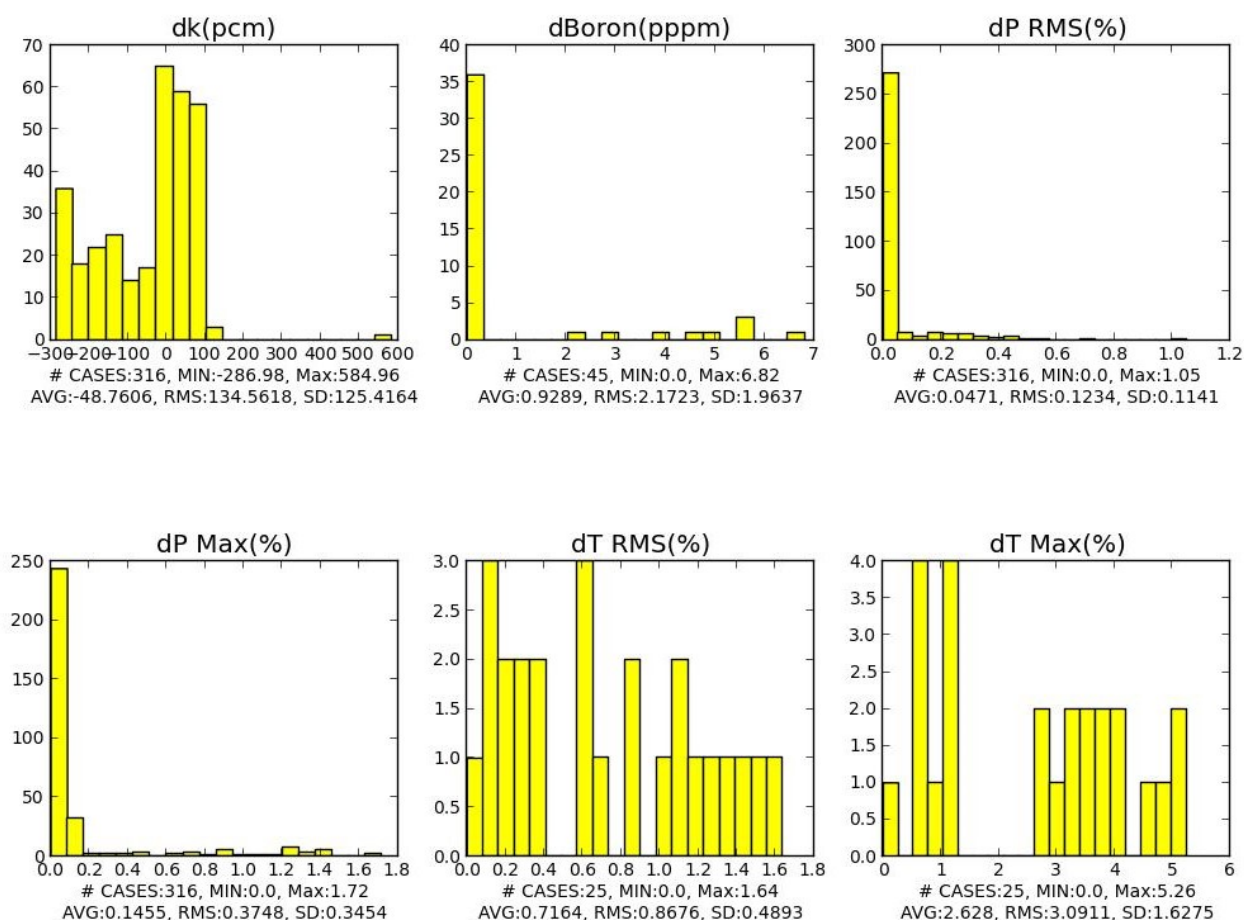 dk(pcm)
70
60
50
40
30
20
10
0
−300 −200 −100 0 100 200 300 400 500 600
# CASES:316, MIN:-286.98, Max:584.96
AVG:-48.7606, RMS:134.5618, SD:125.4164
dBoron(pppm)
40
35
30
25
20
15
10
5
0
0 1 2 3 4 5 6 7
# CASES:45, MIN:0.0, Max:6.82
AVG:0.9289, RMS:2.1723, SD:1.9637
dP RMS(%)
300
250
200
150
100
50
0
0.0 0.2 0.4 0.6 0.8 1.0 1.2
# CASES:316, MIN:0.0, Max:1.05
AVG:0.0471, RMS:0.1234, SD:0.1141
dP Max(%)
250
200
150
100
50
0
0.0 0.2 0.4 0.6 0.8 1.0 1.2 1.4 1.6 1.8
# CASES:316, MIN:0.0, Max:1.72
AVG:0.1455, RMS:0.3748, SD:0.3454
dT RMS(%)
3.0
2.5
2.0
1.5
1.0
0.5
0.0
0.0 0.2 0.4 0.6 0.8 1.0 1.2 1.4 1.6 1.8
# CASES:25, MIN:0.0, Max:1.64
AVG:0.7164, RMS:0.8676, SD:0.4893
dT Max(%)
4.0
3.5
3.0
2.5
2.0
1.5
1.0
0.5
0.0
0 1 2 3 4 5 6
# CASES:25, MIN:0.0, Max:5.26
AVG:2.628, RMS:3.0911, SD:1.6275